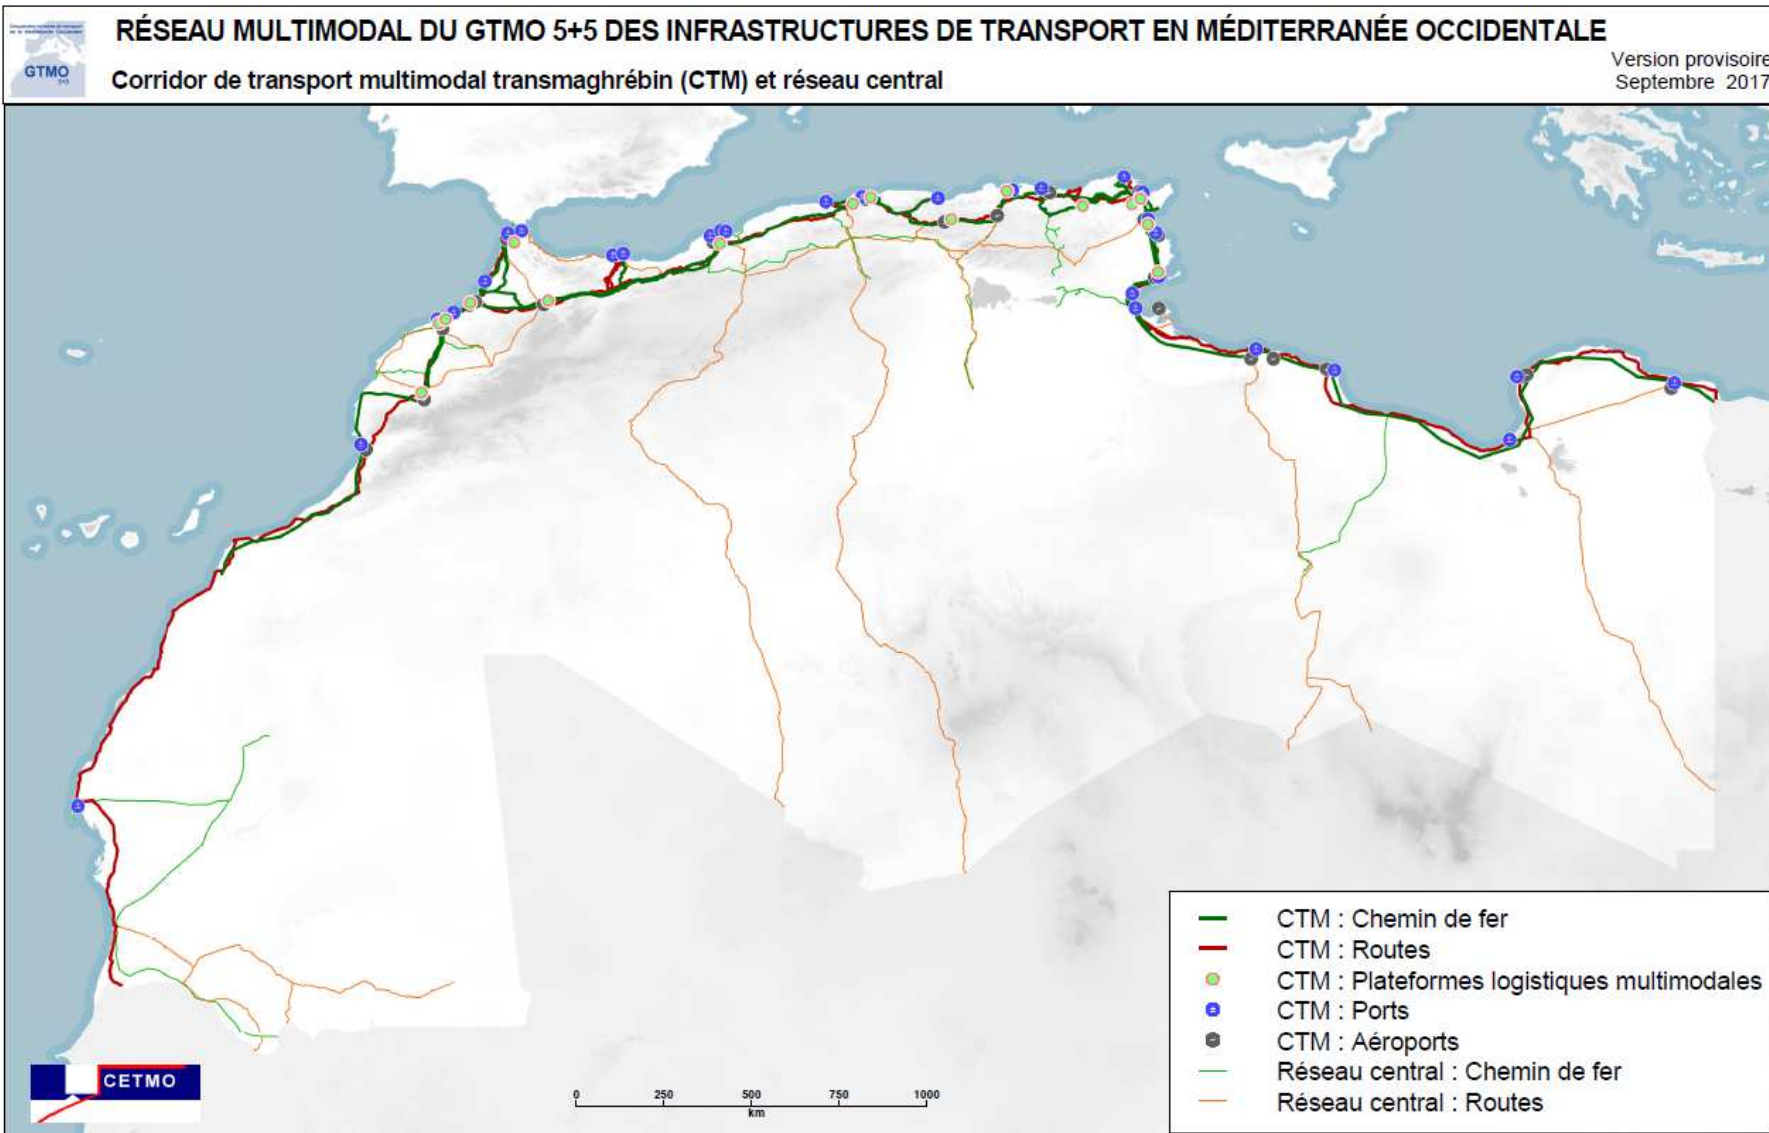 RÉSEAU MULTIMODAL DU GTMO 5+5 DES INFRASTRUCTURES DE TRANSPORT EN MÉDITERRANÉE OCCIDENTALE
Version provisoire
Septembre 2017
GTMO
Corridor de transport multimodal transmaghrébin (CTM) et réseau central
CTM : Chemin de fer
CTM : Routes
CTM : Plateformes logistiques multimodales
CTM : Ports
CTM : Aéroports
Réseau central : Chemin de fer
Réseau central : Routes
CETMO
0 250 500 750 1000
km